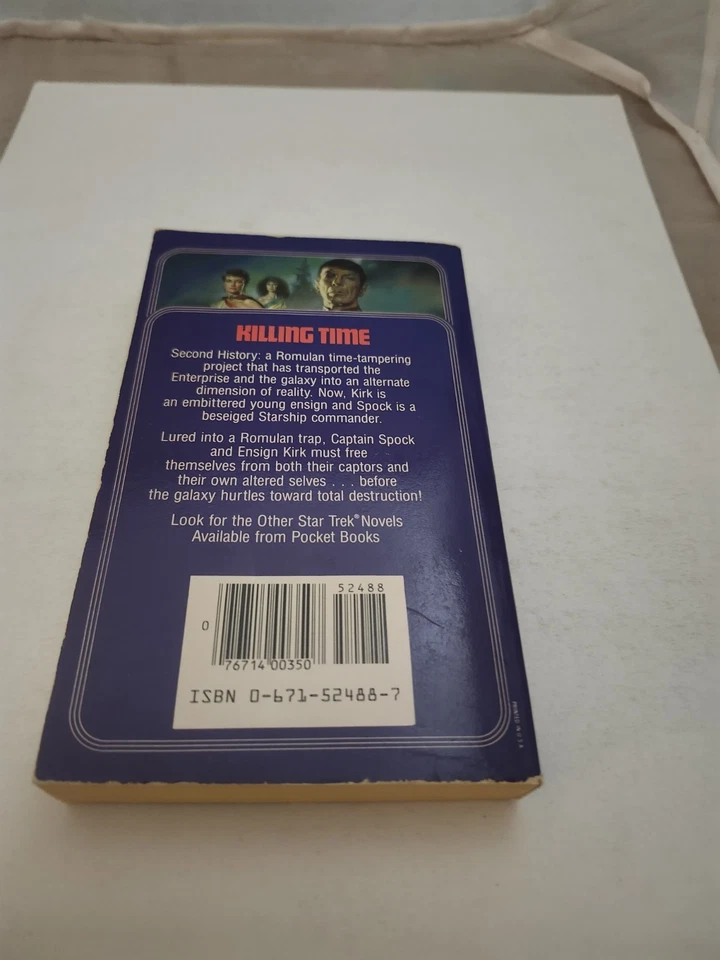 KILLING TIME
Second History: a Romulan time-tampering
project that has transported the
Enterprise and the galaxy into an alternate
dimension of reality. Now, Kirk is
an embittered young ensign and Spock is a
beseiged Starship commander.
Lured into a Romulan trap, Captain Spock
and Ensign Kirk must free
themselves from both their captors and
their own altered selves . . . before
the galaxy hurtles toward total destruction!
Look for the Other Star Trek® Novels
Available from Pocket Books
52488
0
76714 00350
ISBN 0-671-52488-7
PRINTED IN U.S.A.